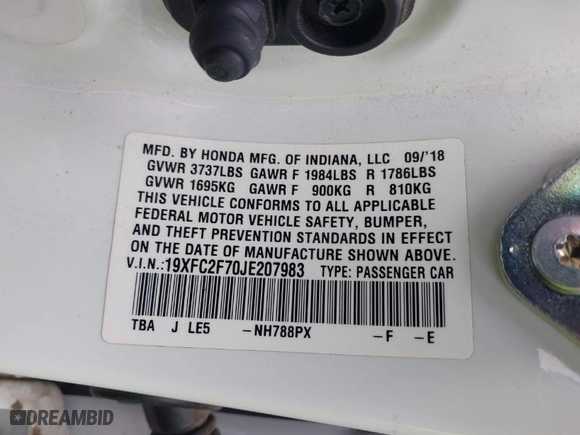 MFD. BY HONDA MFG. OF INDIANA, LLC 09/'18
GVWR 3737LBS GAWR F 1984LBS R 1786LBS
GVWR 1695KG GAWR F 900KG R 810KG
THIS VEHICLE CONFORMS TO ALL APPLICABLE
FEDERAL MOTOR VEHICLE SAFETY, BUMPER,
AND THEFT PREVENTION STANDARDS IN EFFECT
ON THE DATE OF MANUFACTURE SHOWN ABOVE.
V.I.N.:19XFC2F70JE207983 TYPE: PASSENGER CAR
TBA J LE5 -NH788PX -F -E
DREAMBID